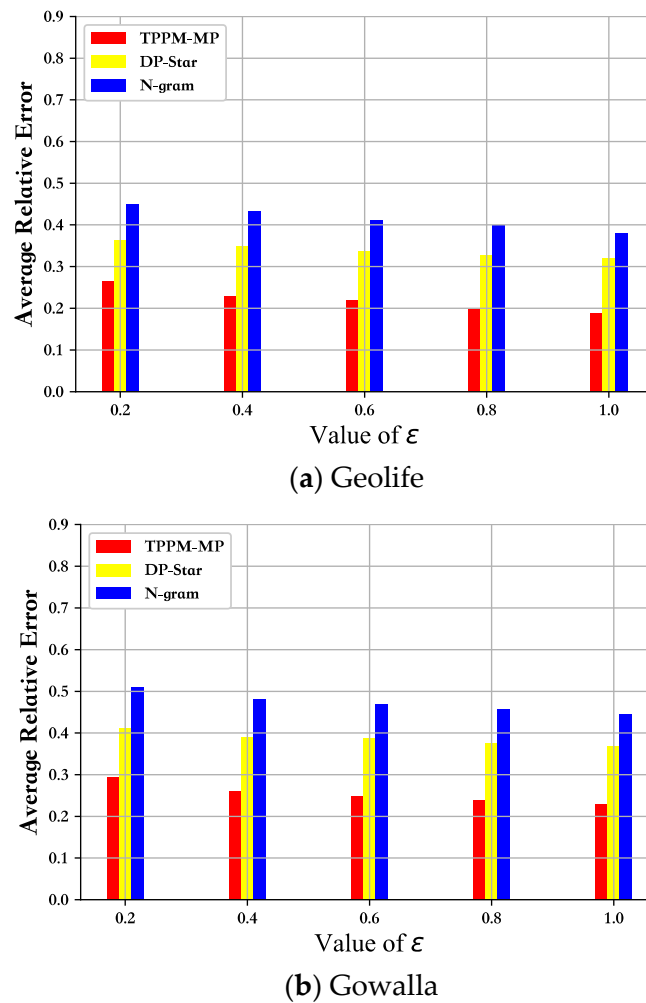 0.9
0.8
0.7
0.6
0.5
0.4
0.3
0.2
0.1
0.0
Average Relative Error
TPPM-MP
DP-Star
N-gram
0.2 0.4 0.6 0.8 1.0
Value of ε
(a) Geolife
0.9
0.8
0.7
0.6
0.5
0.4
0.3
0.2
0.1
0.0
Average Relative Error
TPPM-MP
DP-Star
N-gram
0.2 0.4 0.6 0.8 1.0
Value of ε
(b) Gowalla